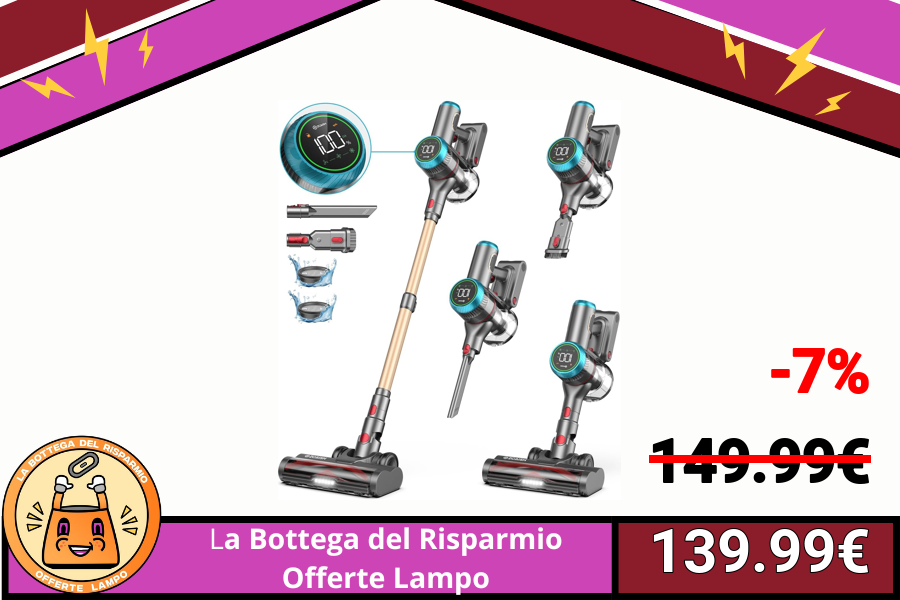 100
-7%
149.99€
139.99€
La Bottega del Risparmio
Offerte Lampo
LA BOTTEGA DEL RISPARMIO
OFFERTE LAMPO